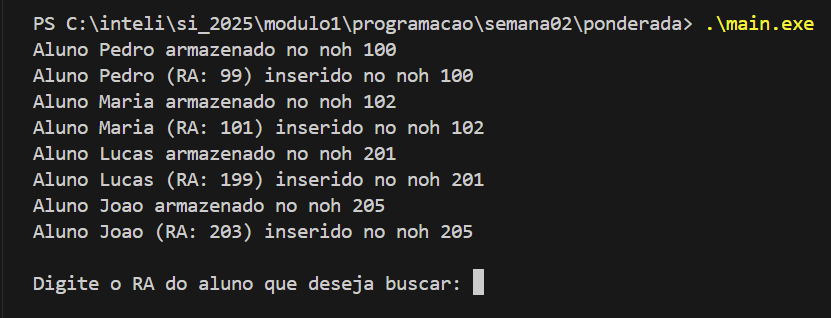 PS C:\inteli\si_2025\modulo1\programacao\semana02\ponderada> .\main.exe
Aluno Pedro armazenado no noh 100
Aluno Pedro (RA: 99) inserido no noh 100
Aluno Maria armazenado no noh 102
Aluno Maria (RA: 101) inserido no noh 102
Aluno Lucas armazenado no noh 201
Aluno Lucas (RA: 199) inserido no noh 201
Aluno Joao armazenado no noh 205
Aluno Joao (RA: 203) inserido no noh 205
Digite o RA do aluno que deseja buscar: